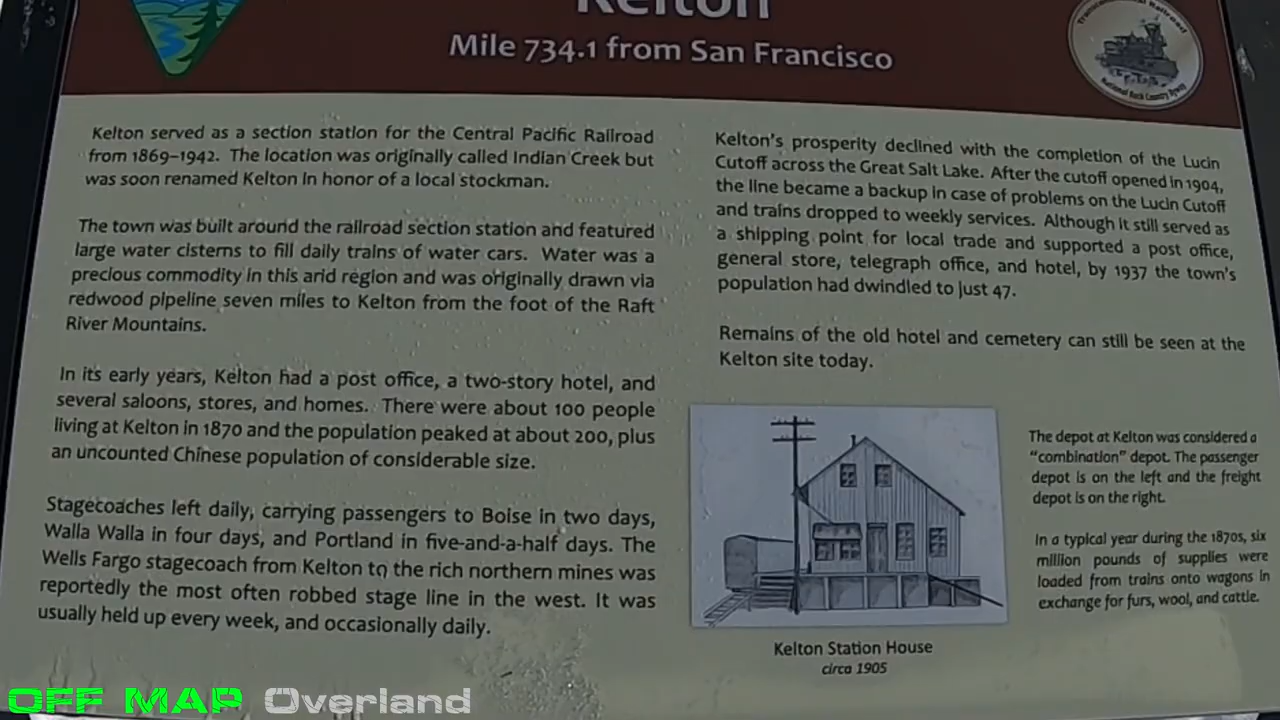 Kelton
Mile 734.1 from San Francisco
Transcontinental Railroad
National Back Country Byway
Kelton served as a section station for the Central Pacific Railroad
from 1869–1942. The location was originally called Indian Creek but
was soon renamed Kelton in honor of a local stockman.
The town was built around the railroad section station and featured
large water cisterns to fill daily trains of water cars. Water was a
precious commodity in this arid region and was originally drawn via
redwood pipeline seven miles to Kelton from the foot of the Raft
River Mountains.
In its early years, Kelton had a post office, a two-story hotel, and
several saloons, stores, and homes. There were about 100 people
living at Kelton in 1870 and the population peaked at about 200, plus
an uncounted Chinese population of considerable size.
Stagecoaches left daily, carrying passengers to Boise in two days,
Walla Walla in four days, and Portland in five-and-a-half days. The
Wells Fargo stagecoach from Kelton to the rich northern mines was
reportedly the most often robbed stage line in the west. It was
usually held up every week, and occasionally daily.
Kelton's prosperity declined with the completion of the Lucin
Cutoff across the Great Salt Lake. After the cutoff opened in 1904,
the line became a backup in case of problems on the Lucin Cutoff
and trains dropped to weekly services. Although it still served as
a shipping point for local trade and supported a post office,
general store, telegraph office, and hotel, by 1937 the town's
population had dwindled to just 47.
Remains of the old hotel and cemetery can still be seen at the
Kelton site today.
The depot at Kelton was considered a
"combination" depot. The passenger
depot is on the left and the freight
depot is on the right.
In a typical year during the 1870s, six
million pounds of supplies were
loaded from trains onto wagons in
exchange for furs, wool, and cattle.
Kelton Station House
circa 1905
OFF MAP Overland